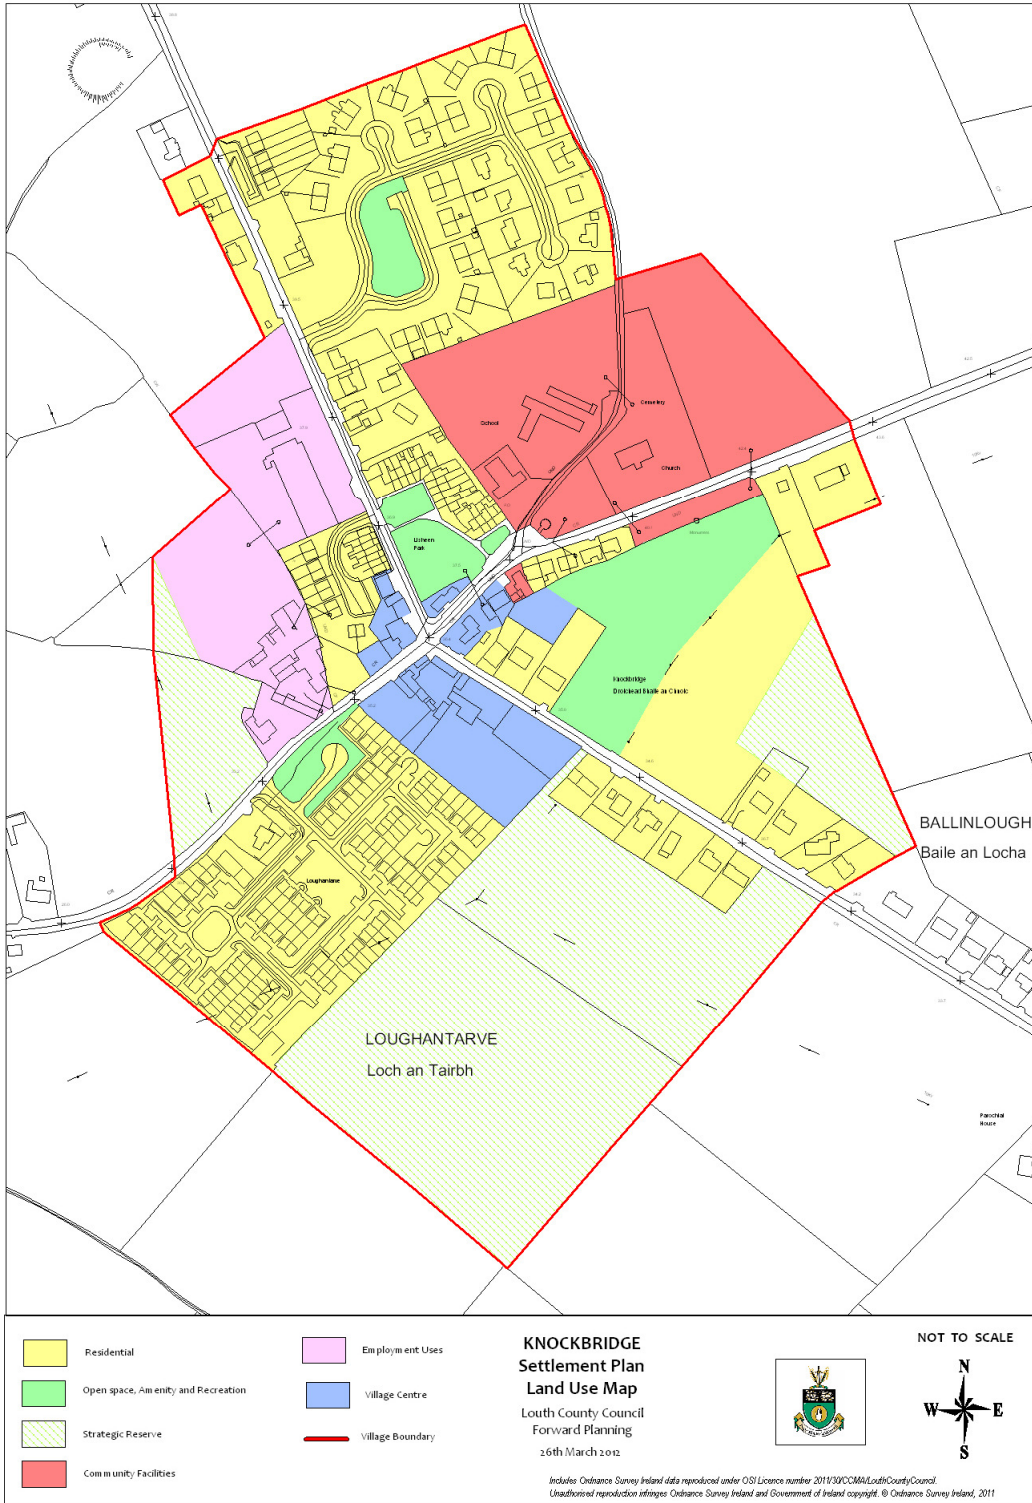 School
Cemetery
Church
Lisheen
Park
Monument
Knockbridge
Droichead Bhaile an Chnoic
BALLINLOUGH
Baile an Locha
Loughantarve
LOUGHANTARVE
Loch an Tairbh
Parochial
House
Residential
Open space, Amenity and Recreation
Strategic Reserve
Community Facilities
Employment Uses
Village Centre
Village Boundary
KNOCKBRIDGE
Settlement Plan
Land Use Map
Louth County Council
Forward Planning
26th March 2012
NOT TO SCALE
N
W E
S
Includes Ordnance Survey Ireland data reproduced under OSI Licence number 2011/30/CCMA/LouthCountyCouncil.
Unauthorised reproduction infringes Ordnance Survey Ireland and Government of Ireland copyright. © Ordnance Survey Ireland, 2011